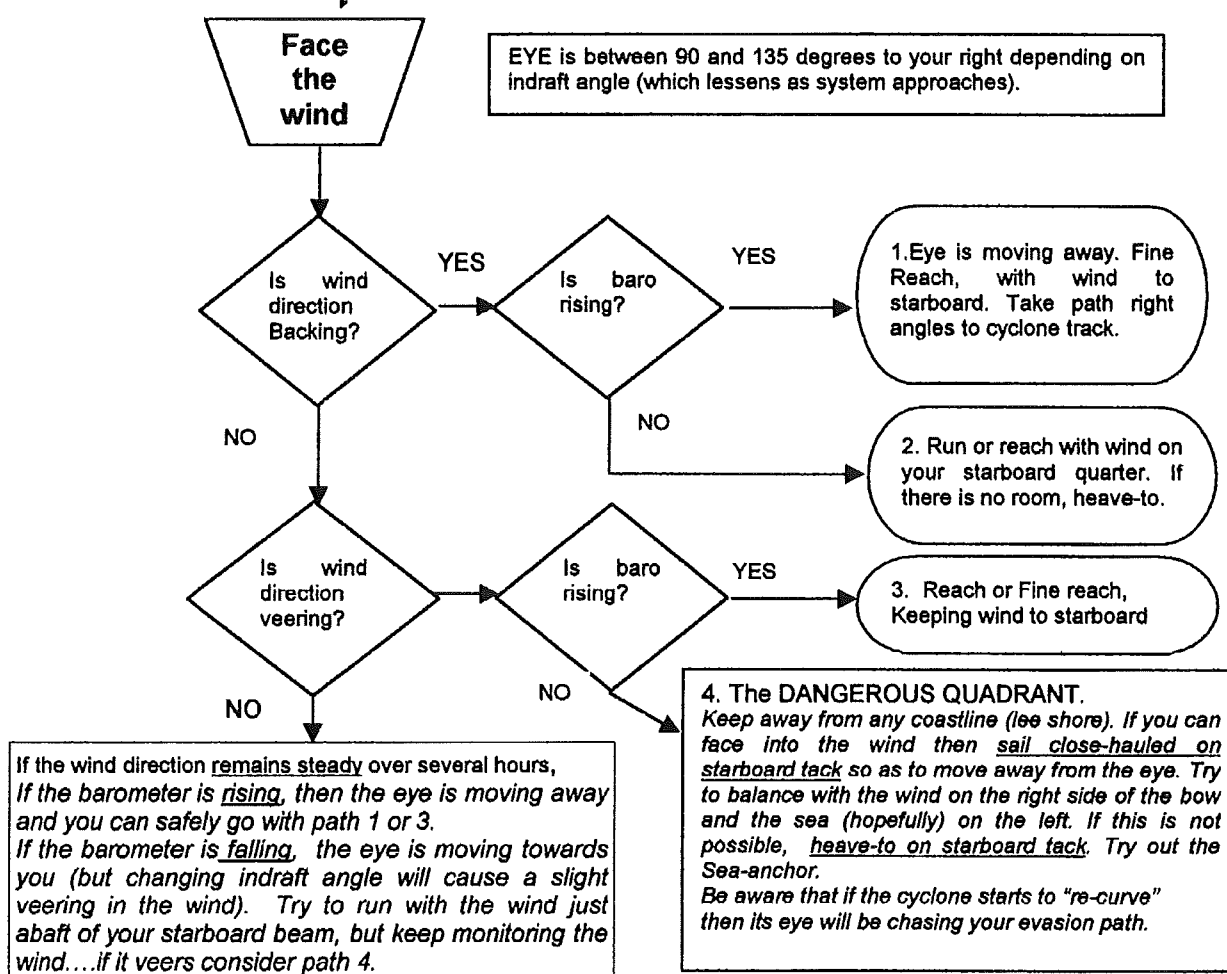 Face
the
wind
EYE is between 90 and 135 degrees to your right depending on
indraft angle (which lessens as system approaches).
Is wind
direction
Backing?
YES
Is baro
rising?
YES
1.Eye is moving away. Fine
Reach, with wind to
starboard. Take path right
angles to cyclone track.
NO
NO
2. Run or reach with wind on
your starboard quarter. If
there is no room, heave-to.
Is wind
direction
veering?
Is baro
rising?
YES
3. Reach or Fine reach,
Keeping wind to starboard
NO
NO
4. The DANGEROUS QUADRANT.
Keep away from any coastline (lee shore). If you can
face into the wind then sail close-hauled on
starboard tack so as to move away from the eye. Try
to balance with the wind on the right side of the bow
and the sea (hopefully) on the left. If this is not
possible, heave-to on starboard tack. Try out the
Sea-anchor.
Be aware that if the cyclone starts to "re-curve"
then its eye will be chasing your evasion path.
If the wind direction remains steady over several hours,
If the barometer is rising, then the eye is moving away
and you can safely go with path 1 or 3.
If the barometer is falling, the eye is moving towards
you (but changing indraft angle will cause a slight
veering in the wind). Try to run with the wind just
abaft of your starboard beam, but keep monitoring the
wind....if it veers consider path 4.